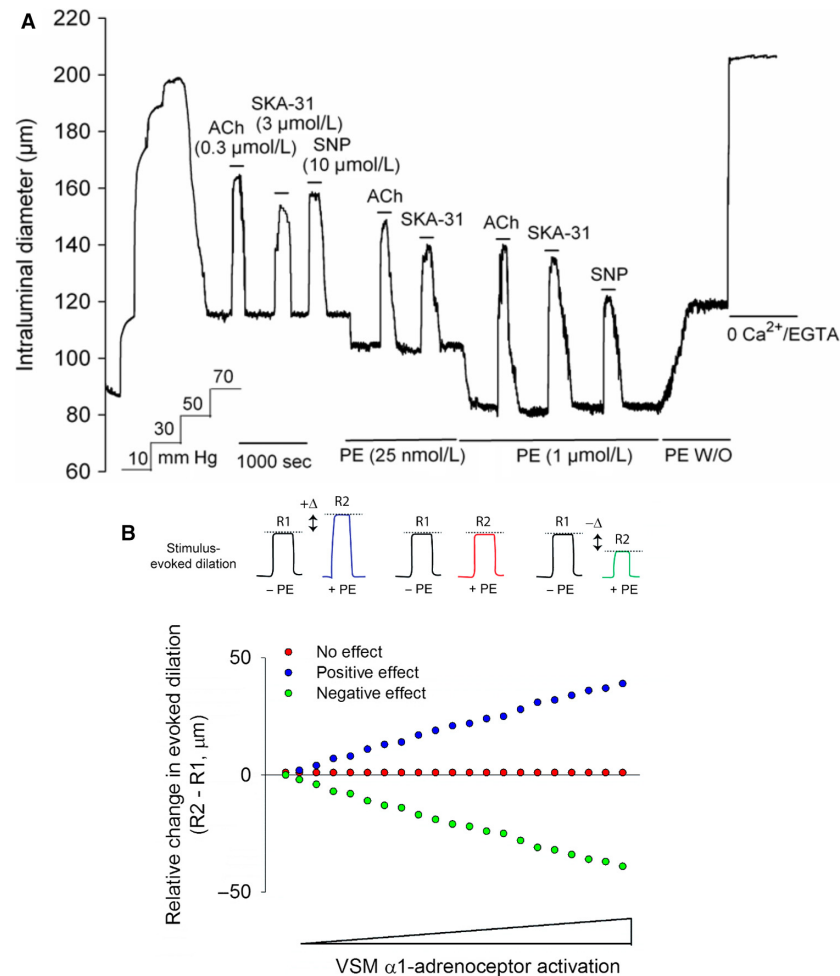 A
220
200
180
160
140
120
100
80
60
Intraluminal diameter (µm)
ACh
(0.3 µmol/L)
SKA-31
(3 µmol/L)
SNP
(10 µmol/L)
ACh
SKA-31
ACh
SKA-31
SNP
0 Ca²⁺/EGTA
70
50
30
10 mm Hg
1000 sec
PE (25 nmol/L)
PE (1 µmol/L)
PE W/O
B
Stimulus-
evoked dilation
R1 +Δ R2
– PE + PE
R1 R2
– PE + PE
R1 –Δ R2
– PE + PE
Relative change in evoked dilation
(R2 - R1, µm)
50
0
–50
No effect
Positive effect
Negative effect
VSM α1-adrenoceptor activation